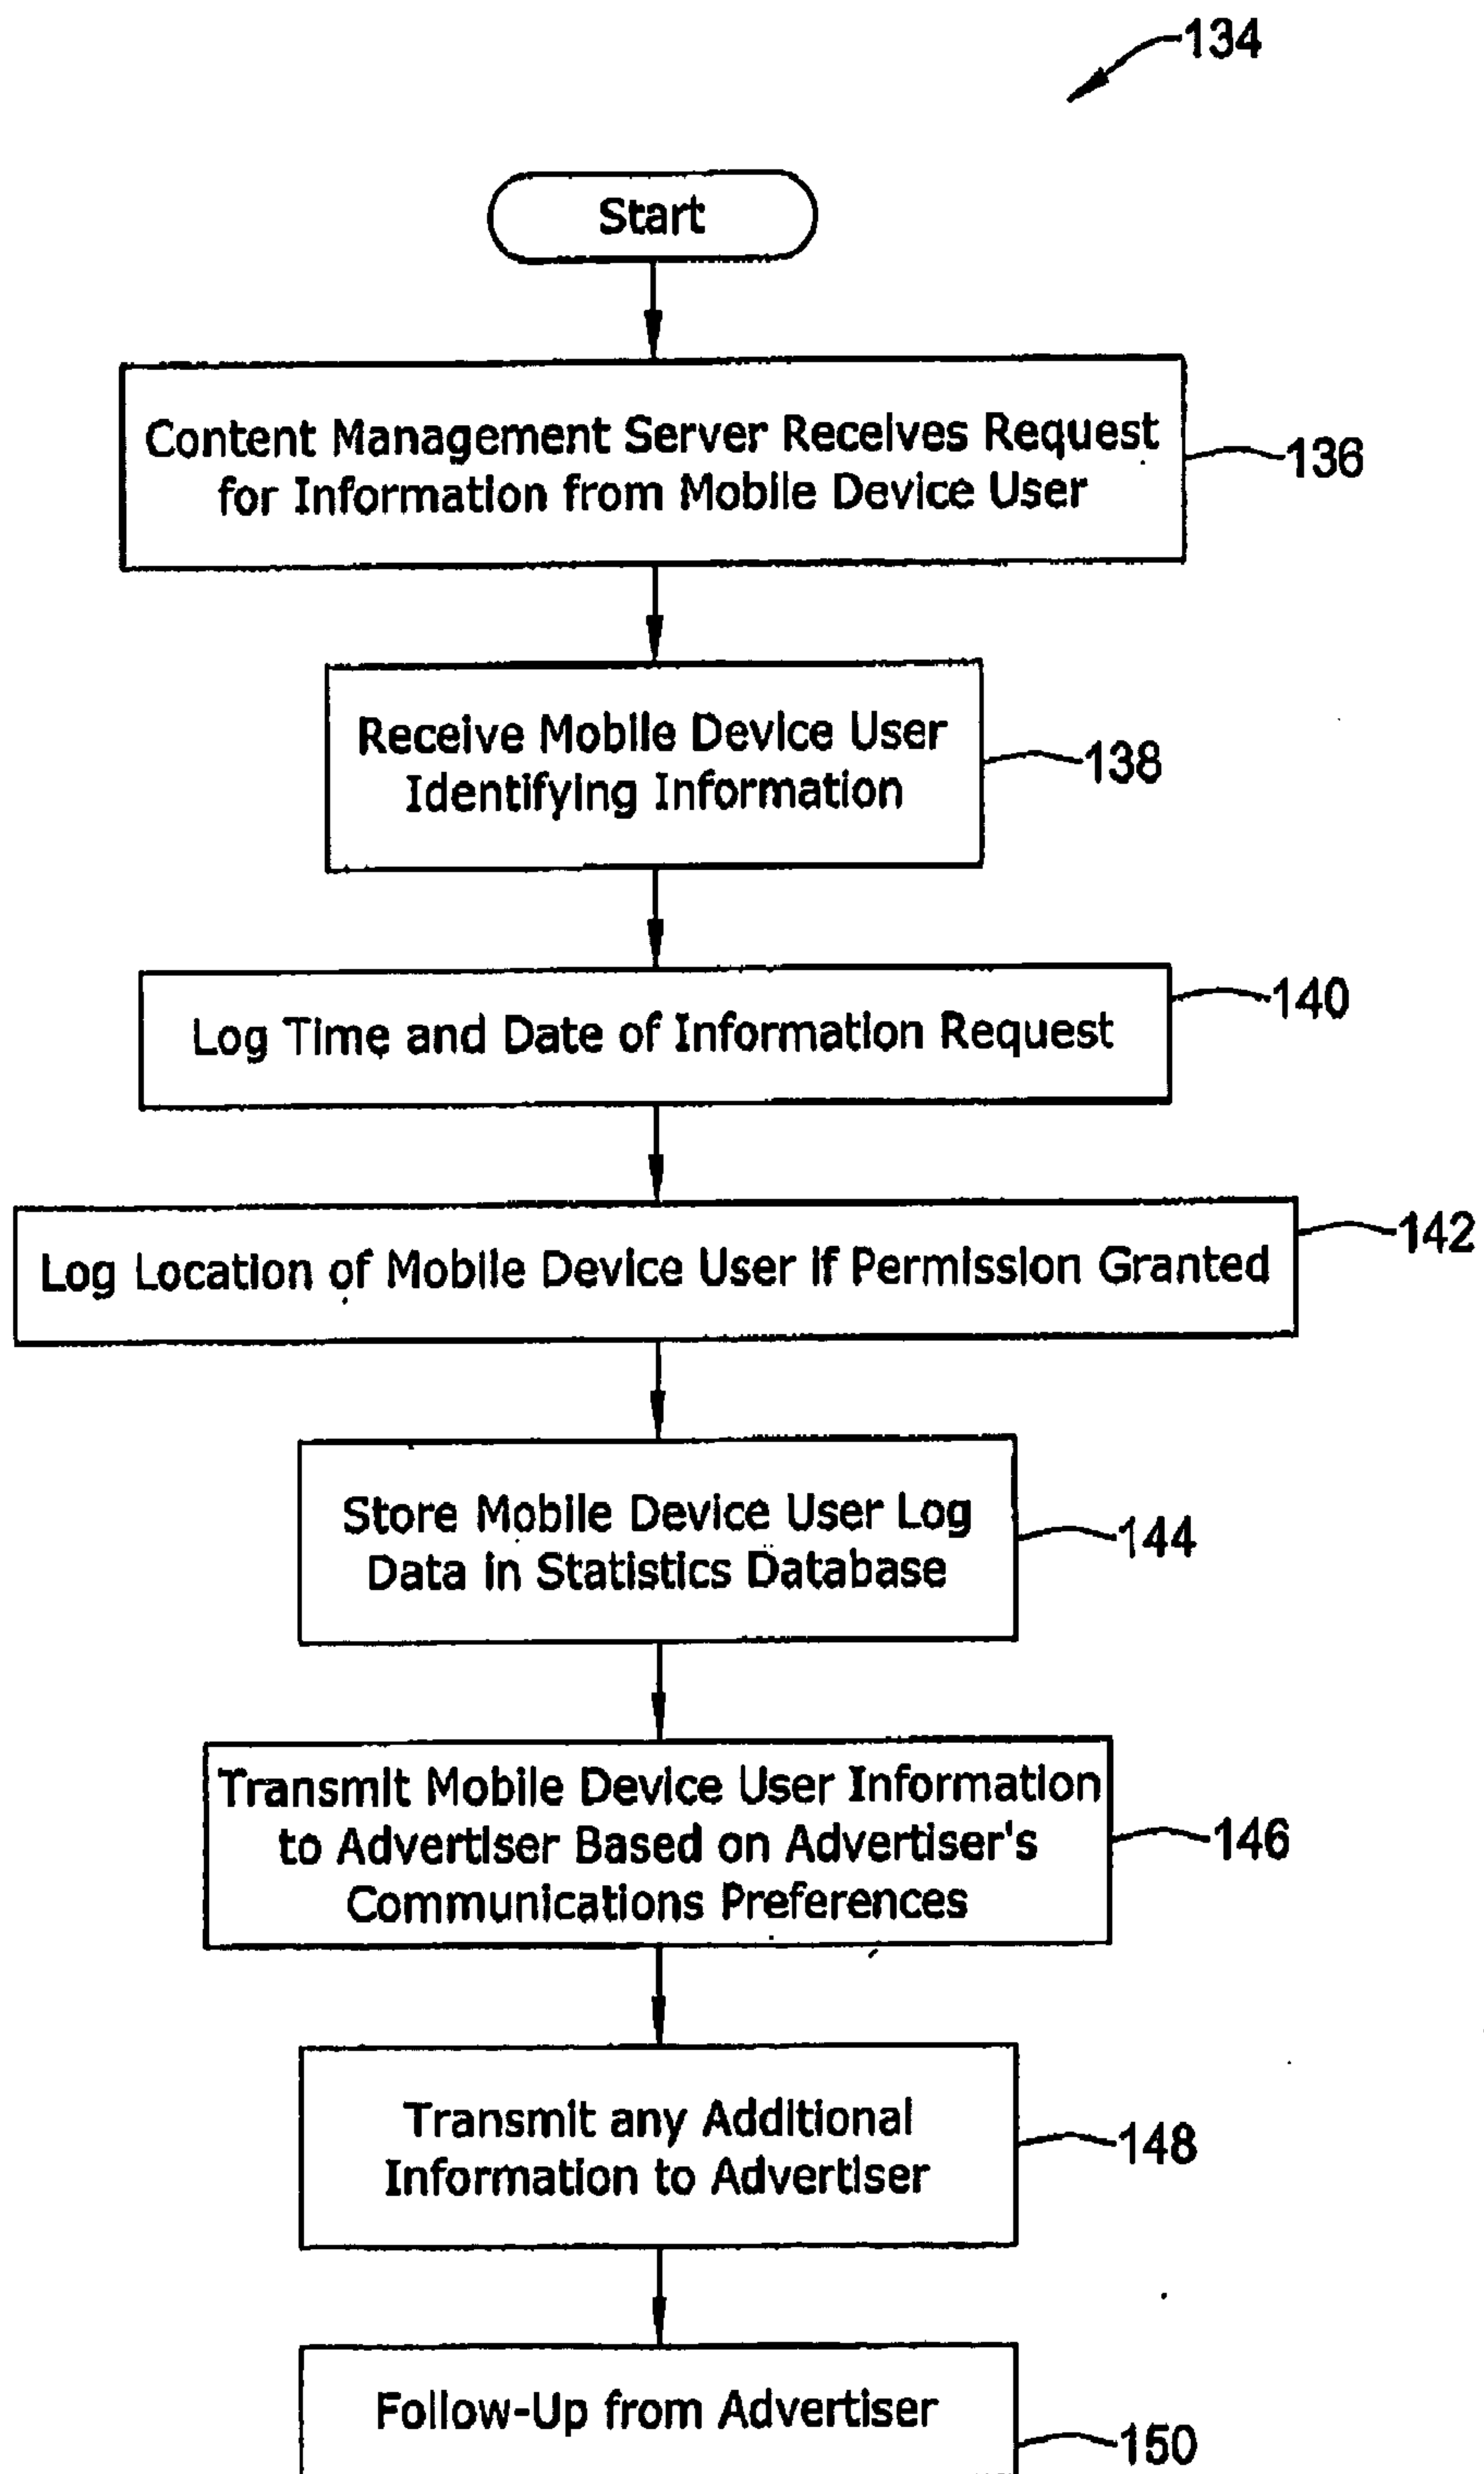 134
Start
Content Management Server Receives Request
for Information from Mobile Device User
136
Receive Mobile Device User
Identifying Information
138
Log Time and Date of Information Request
140
Log Location of Mobile Device User if Permission Granted
142
Store Mobile Device User Log
Data in Statistics Database
144
Transmit Mobile Device User Information
to Advertiser Based on Advertiser's
Communications Preferences
146
Transmit any Additional
Information to Advertiser
148
Follow-Up from Advertiser
150